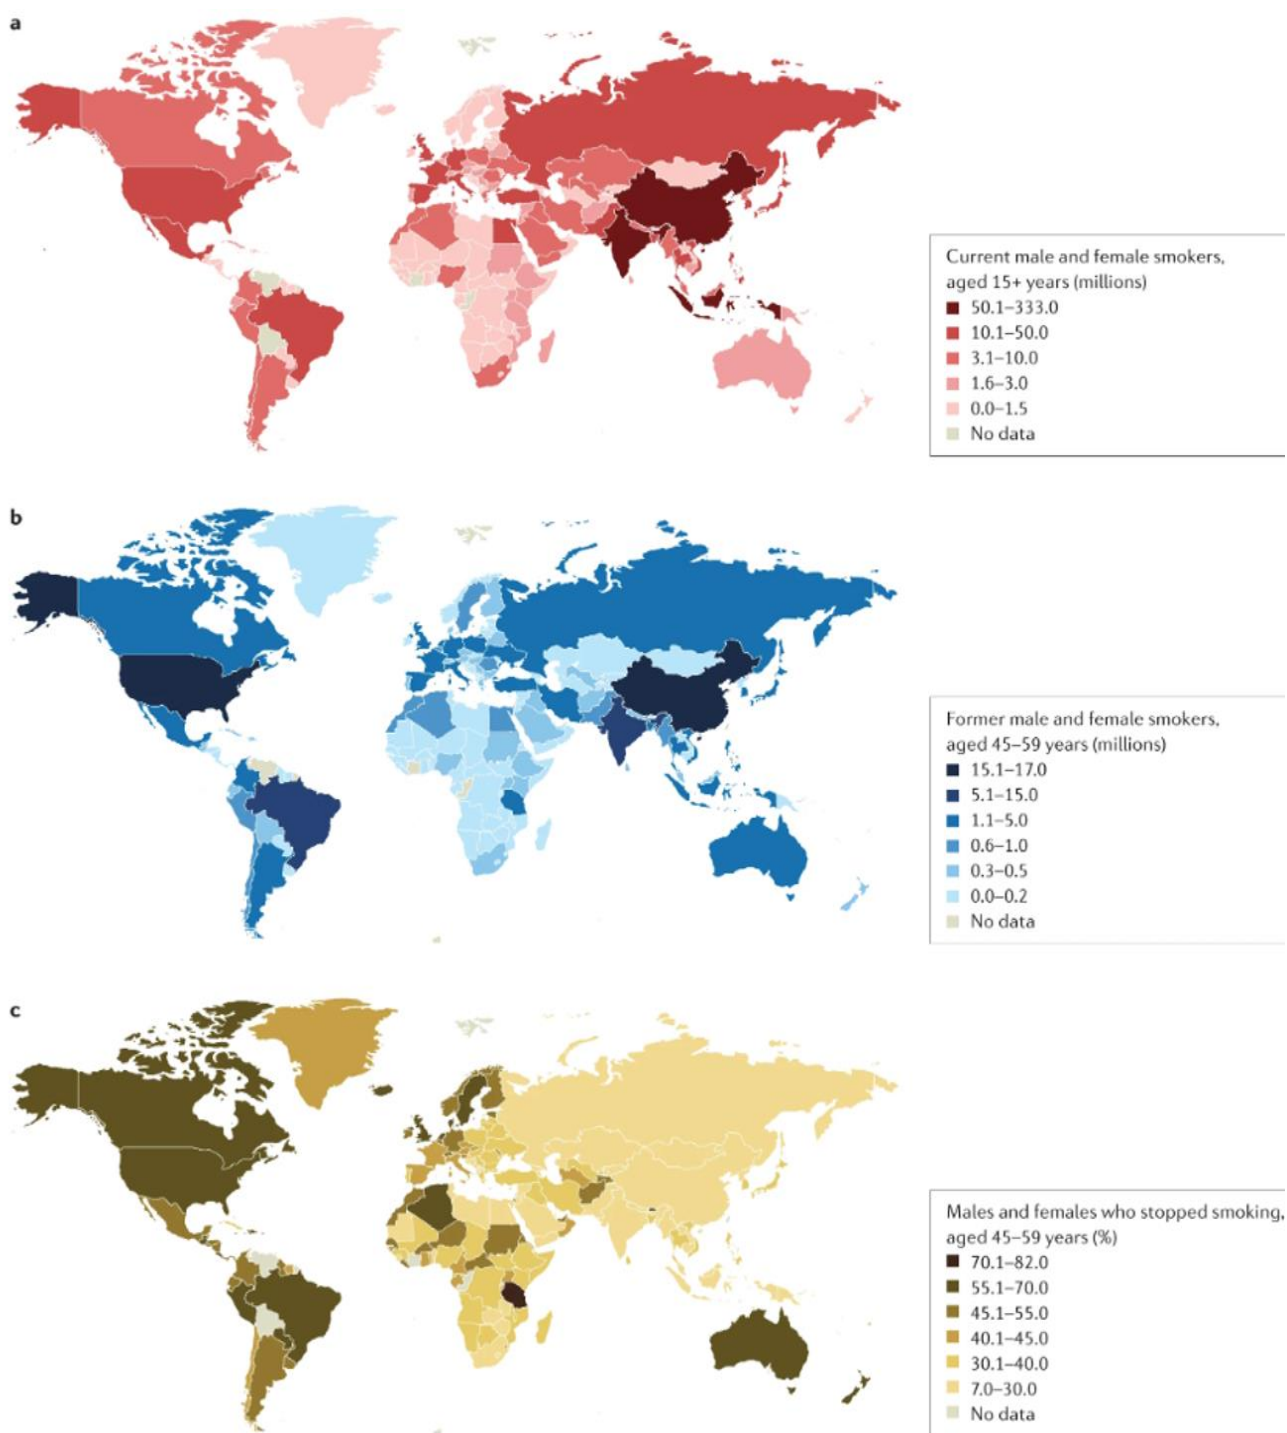 a
Current male and female smokers,
aged 15+ years (millions)
50.1–333.0
10.1–50.0
3.1–10.0
1.6–3.0
0.0–1.5
No data
b
Former male and female smokers,
aged 45–59 years (millions)
15.1–17.0
5.1–15.0
1.1–5.0
0.6–1.0
0.3–0.5
0.0–0.2
No data
c
Males and females who stopped smoking,
aged 45–59 years (%)
70.1–82.0
55.1–70.0
45.1–55.0
40.1–45.0
30.1–40.0
7.0–30.0
No data